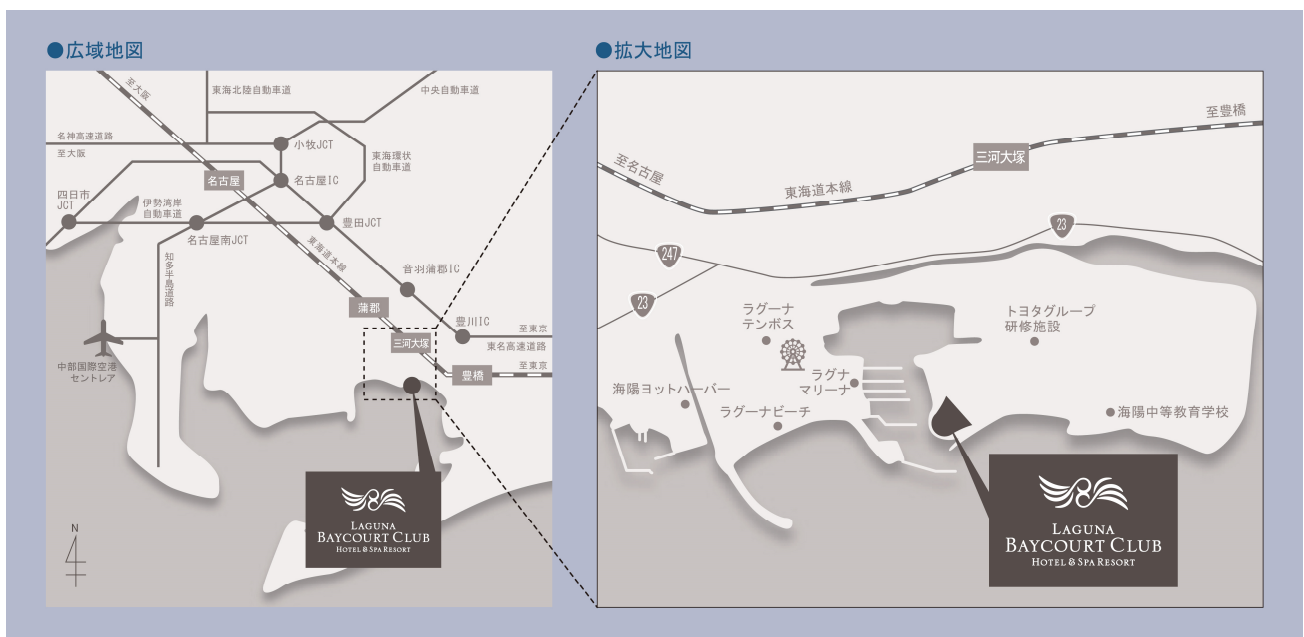 ●広域地図
至大阪
東海北陸自動車道
中央自動車道
名神高速道路
至大阪
小牧JCT
東海環状
自動車道
名古屋
名古屋IC
四日市
JCT
伊勢湾岸
自動車道
名古屋南JCT
豊田JCT
東海道本線
知多半島道路
音羽蒲郡IC
蒲郡
豊川IC
至東京
東名高速道路
三河大塚
至東京
豊橋
中部国際空港
セントレア
N
LAGUNA
BAYCOURT CLUB
HOTEL & SPA RESORT
●拡大地図
至豊橋
三河大塚
至名古屋
東海道本線
23
247
23
ラグーナ
テンボス
トヨタグループ
研修施設
ラグナ
マリーナ
海陽ヨットハーバー
ラグーナビーチ
海陽中等教育学校
LAGUNA
BAYCOURT CLUB
HOTEL & SPA RESORT